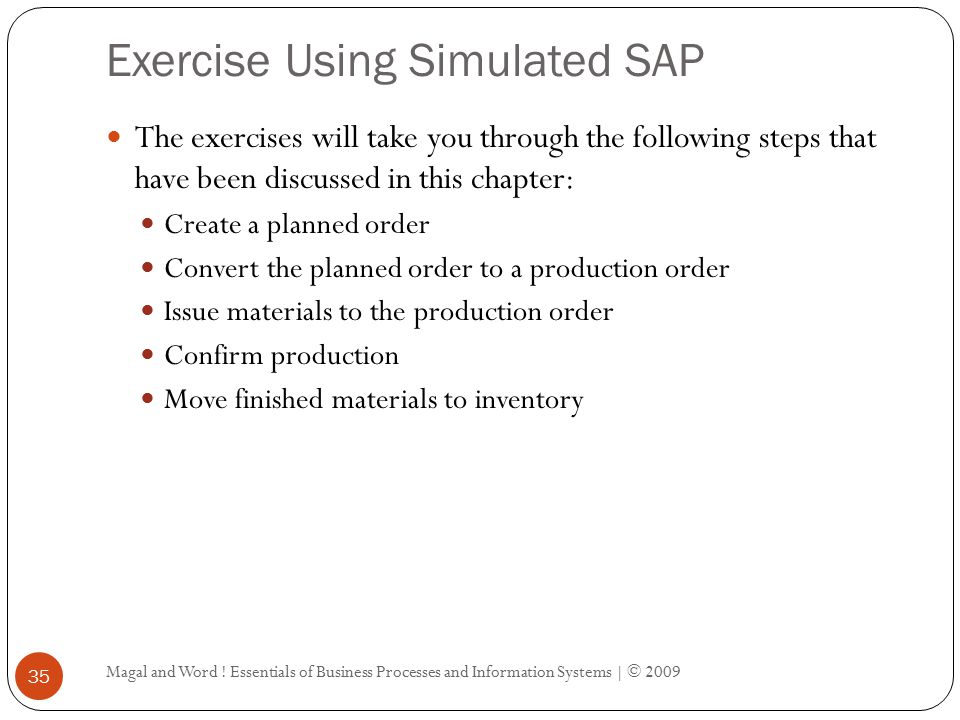 Exercise Using Simulated SAP
The exercises will take you through the following steps that
have been discussed in this chapter:
Create a planned order
Convert the planned order to a production order
Issue materials to the production order
Confirm production
Move finished materials to inventory
35
Magal and Word ! Essentials of Business Processes and Information Systems | © 2009